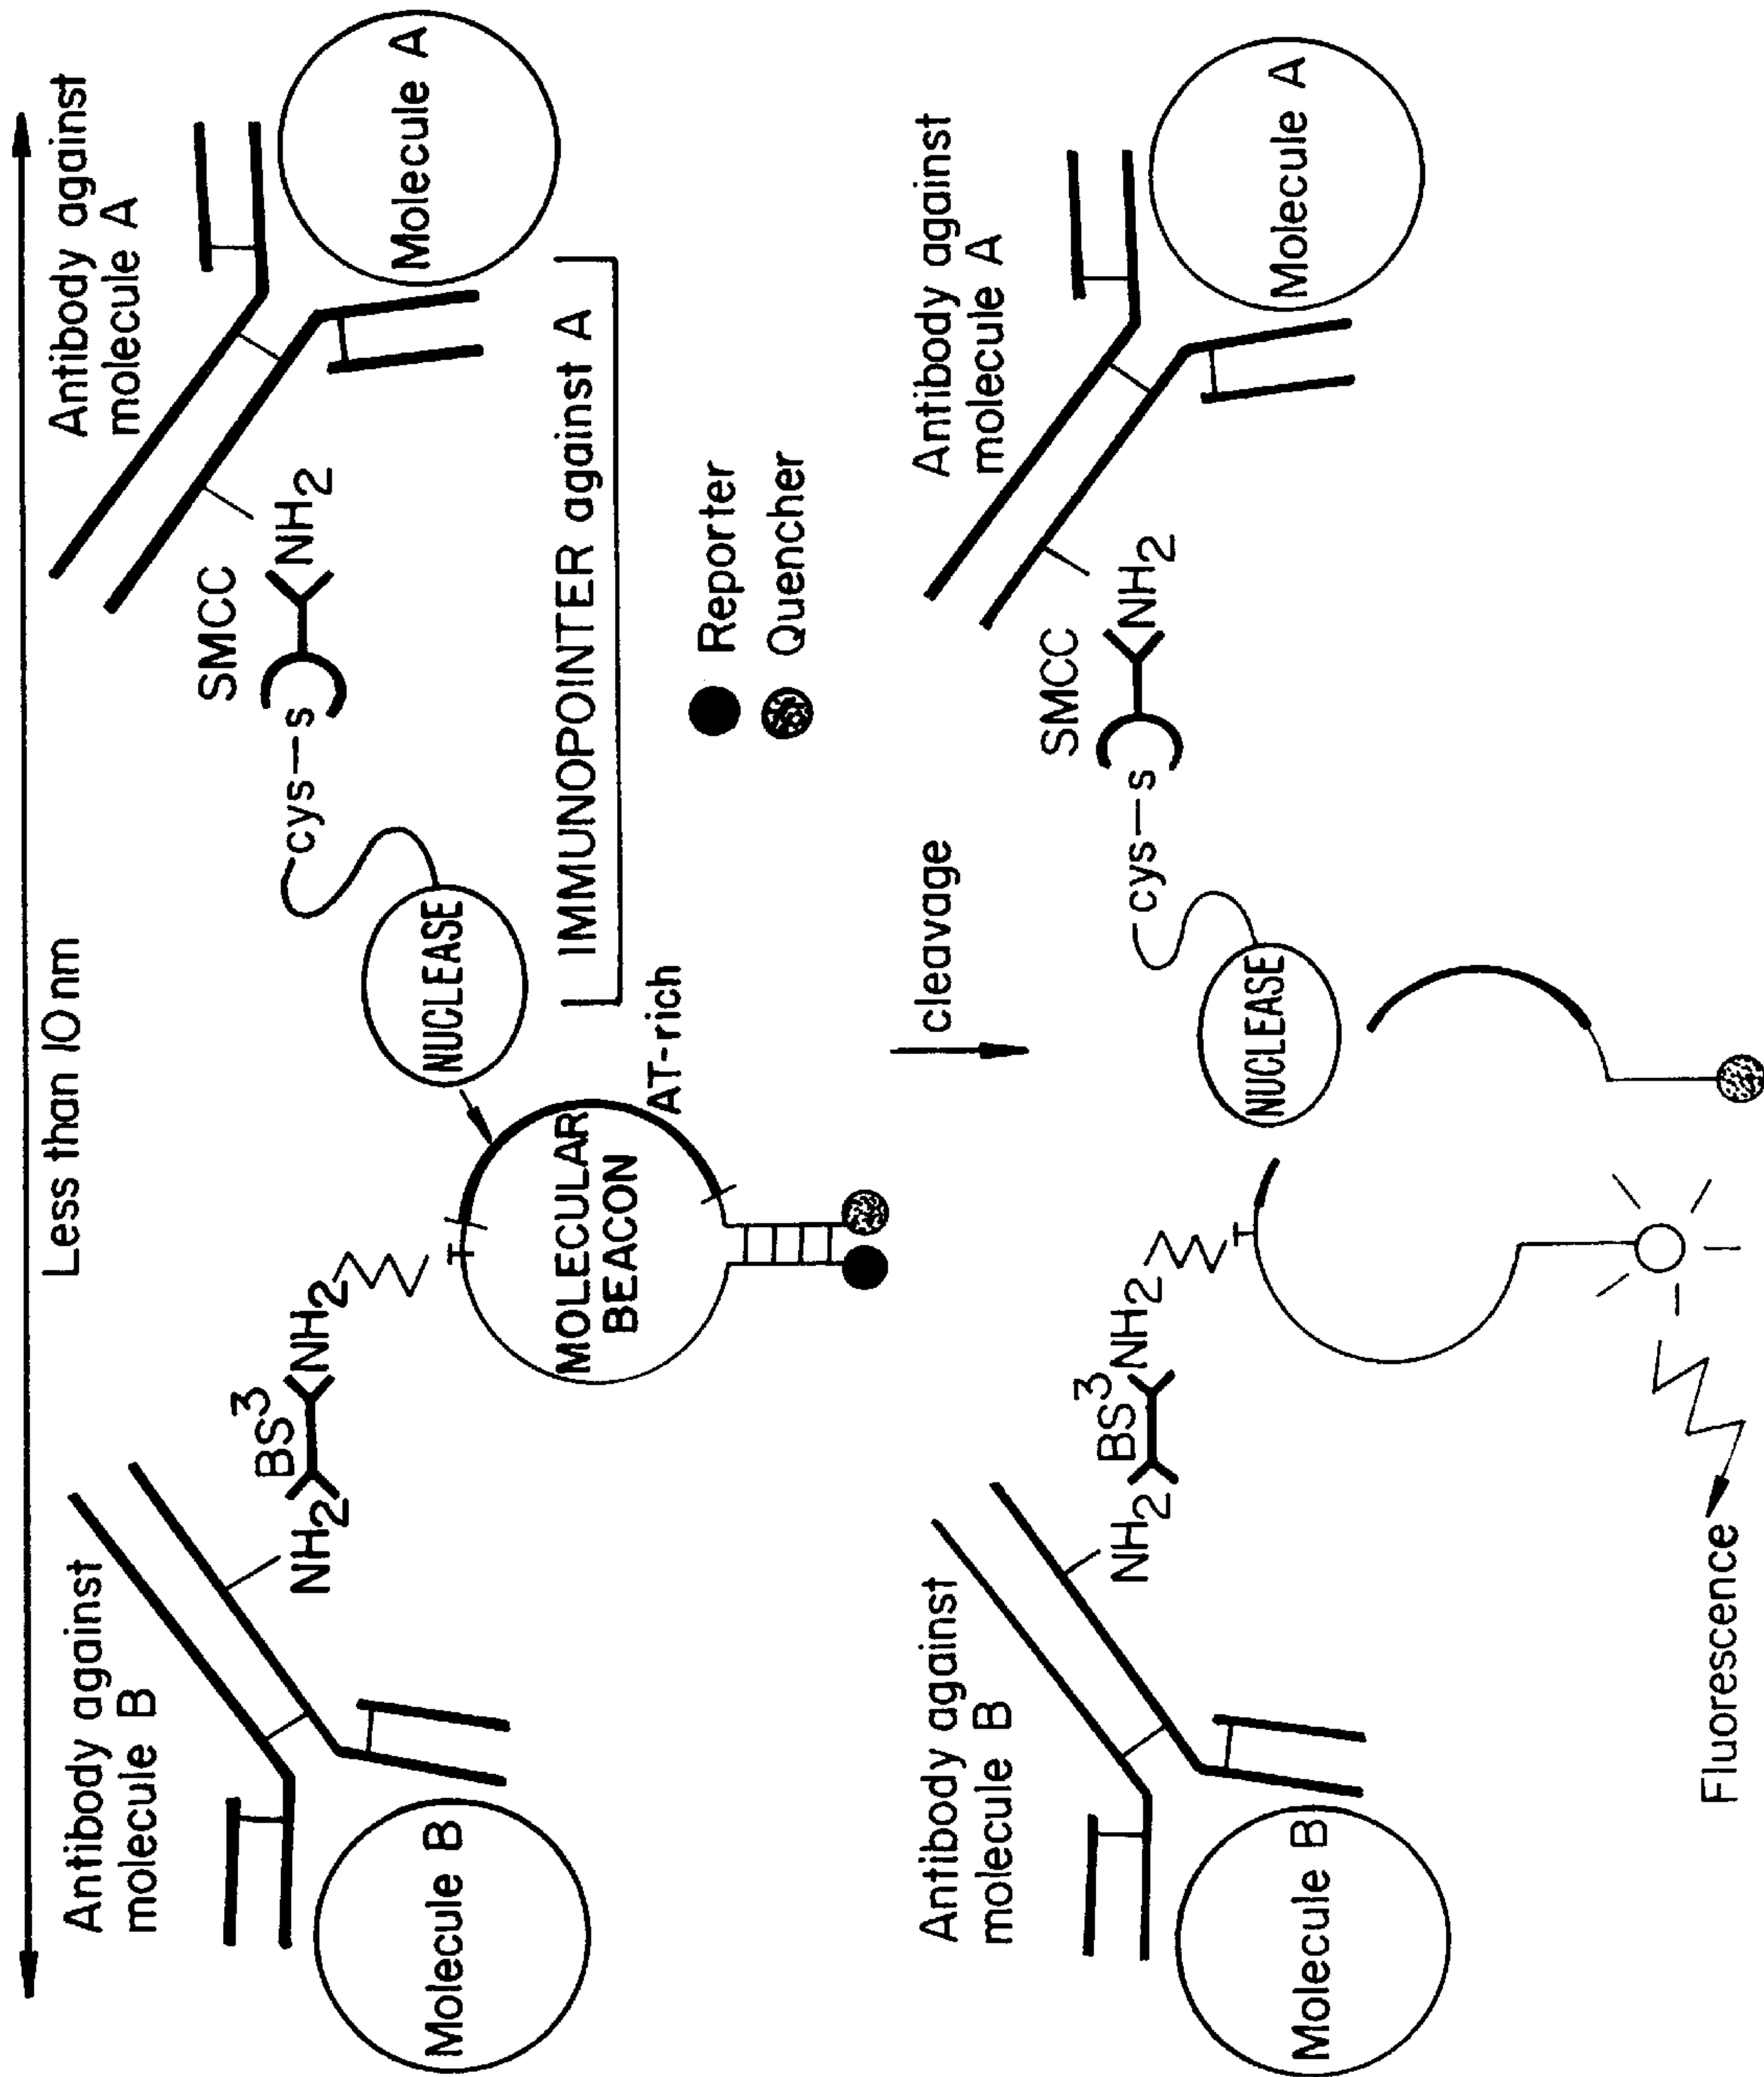 Less than 10 nm
Antibody against
molecule B
Antibody against
molecule A
BS3
NH2
NH2
SMCC
NH2
cys-s
Molecule B
T
MOLECULAR
BEACON
NUCLEASE
Molecule A
IMMUNOPOINTER against A
AT-rich
Reporter
Quencher
cleavage
Antibody against
molecule B
Antibody against
molecule A
BS3
NH2
NH2
SMCC
NH2
cys-s
T
Molecule B
NUCLEASE
Molecule A
Fluorescence